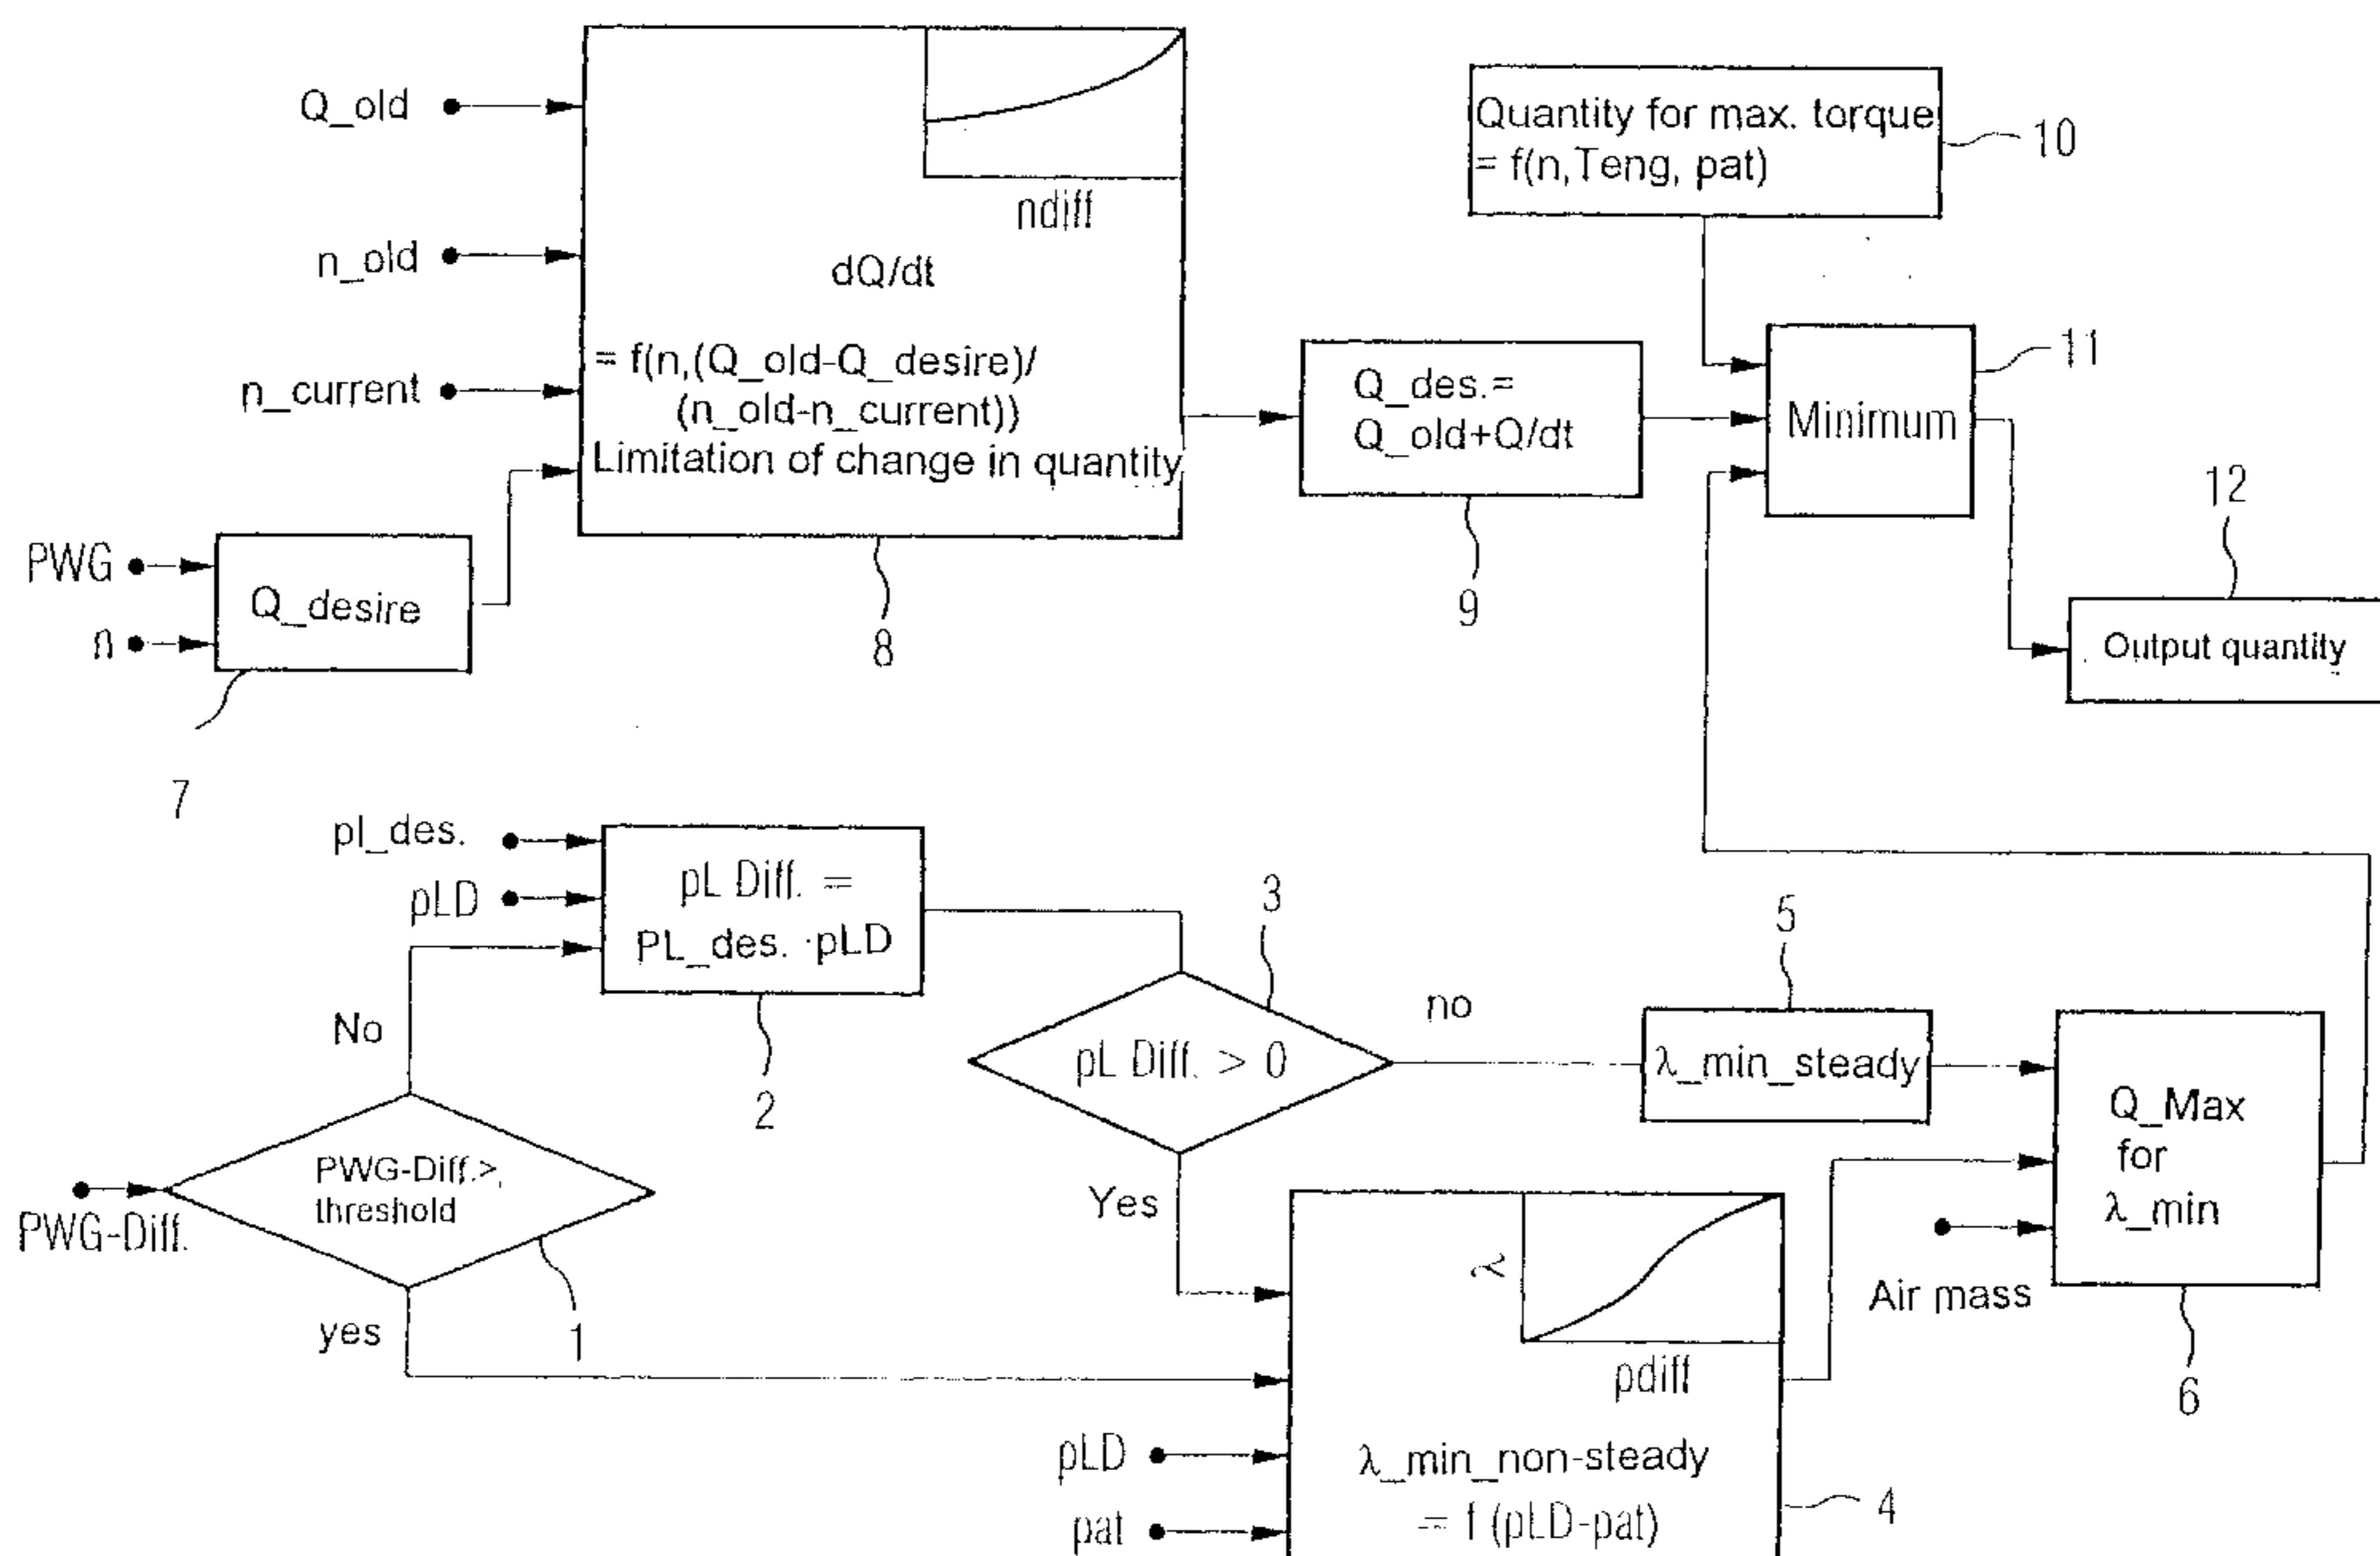 Q_old
n_old
n_current
PWG
n
Q_desire
7
ndiff
dQ/dt
= f(n,(Q_old-Q_desire)/
(n_old-n_current))
Limitation of change in quantity
8
Q_des.=
Q_old+Q/dt
9
Quantity for max. torque
= f(n,Teng, pat)
10
Minimum
11
12
Output quantity
pl_des.
pLD
pL Diff. =
PL_des. ·pLD
2
No
PWG-Diff.
PWG-Diff.>
threshold
1
yes
3
pL Diff. > 0
no
Yes
5
λ_min_steady
λ
pdiff
pLD
pat
λ_min_non-steady
= f (pLD-pat)
4
Q_Max
for
λ_min
Air mass
6